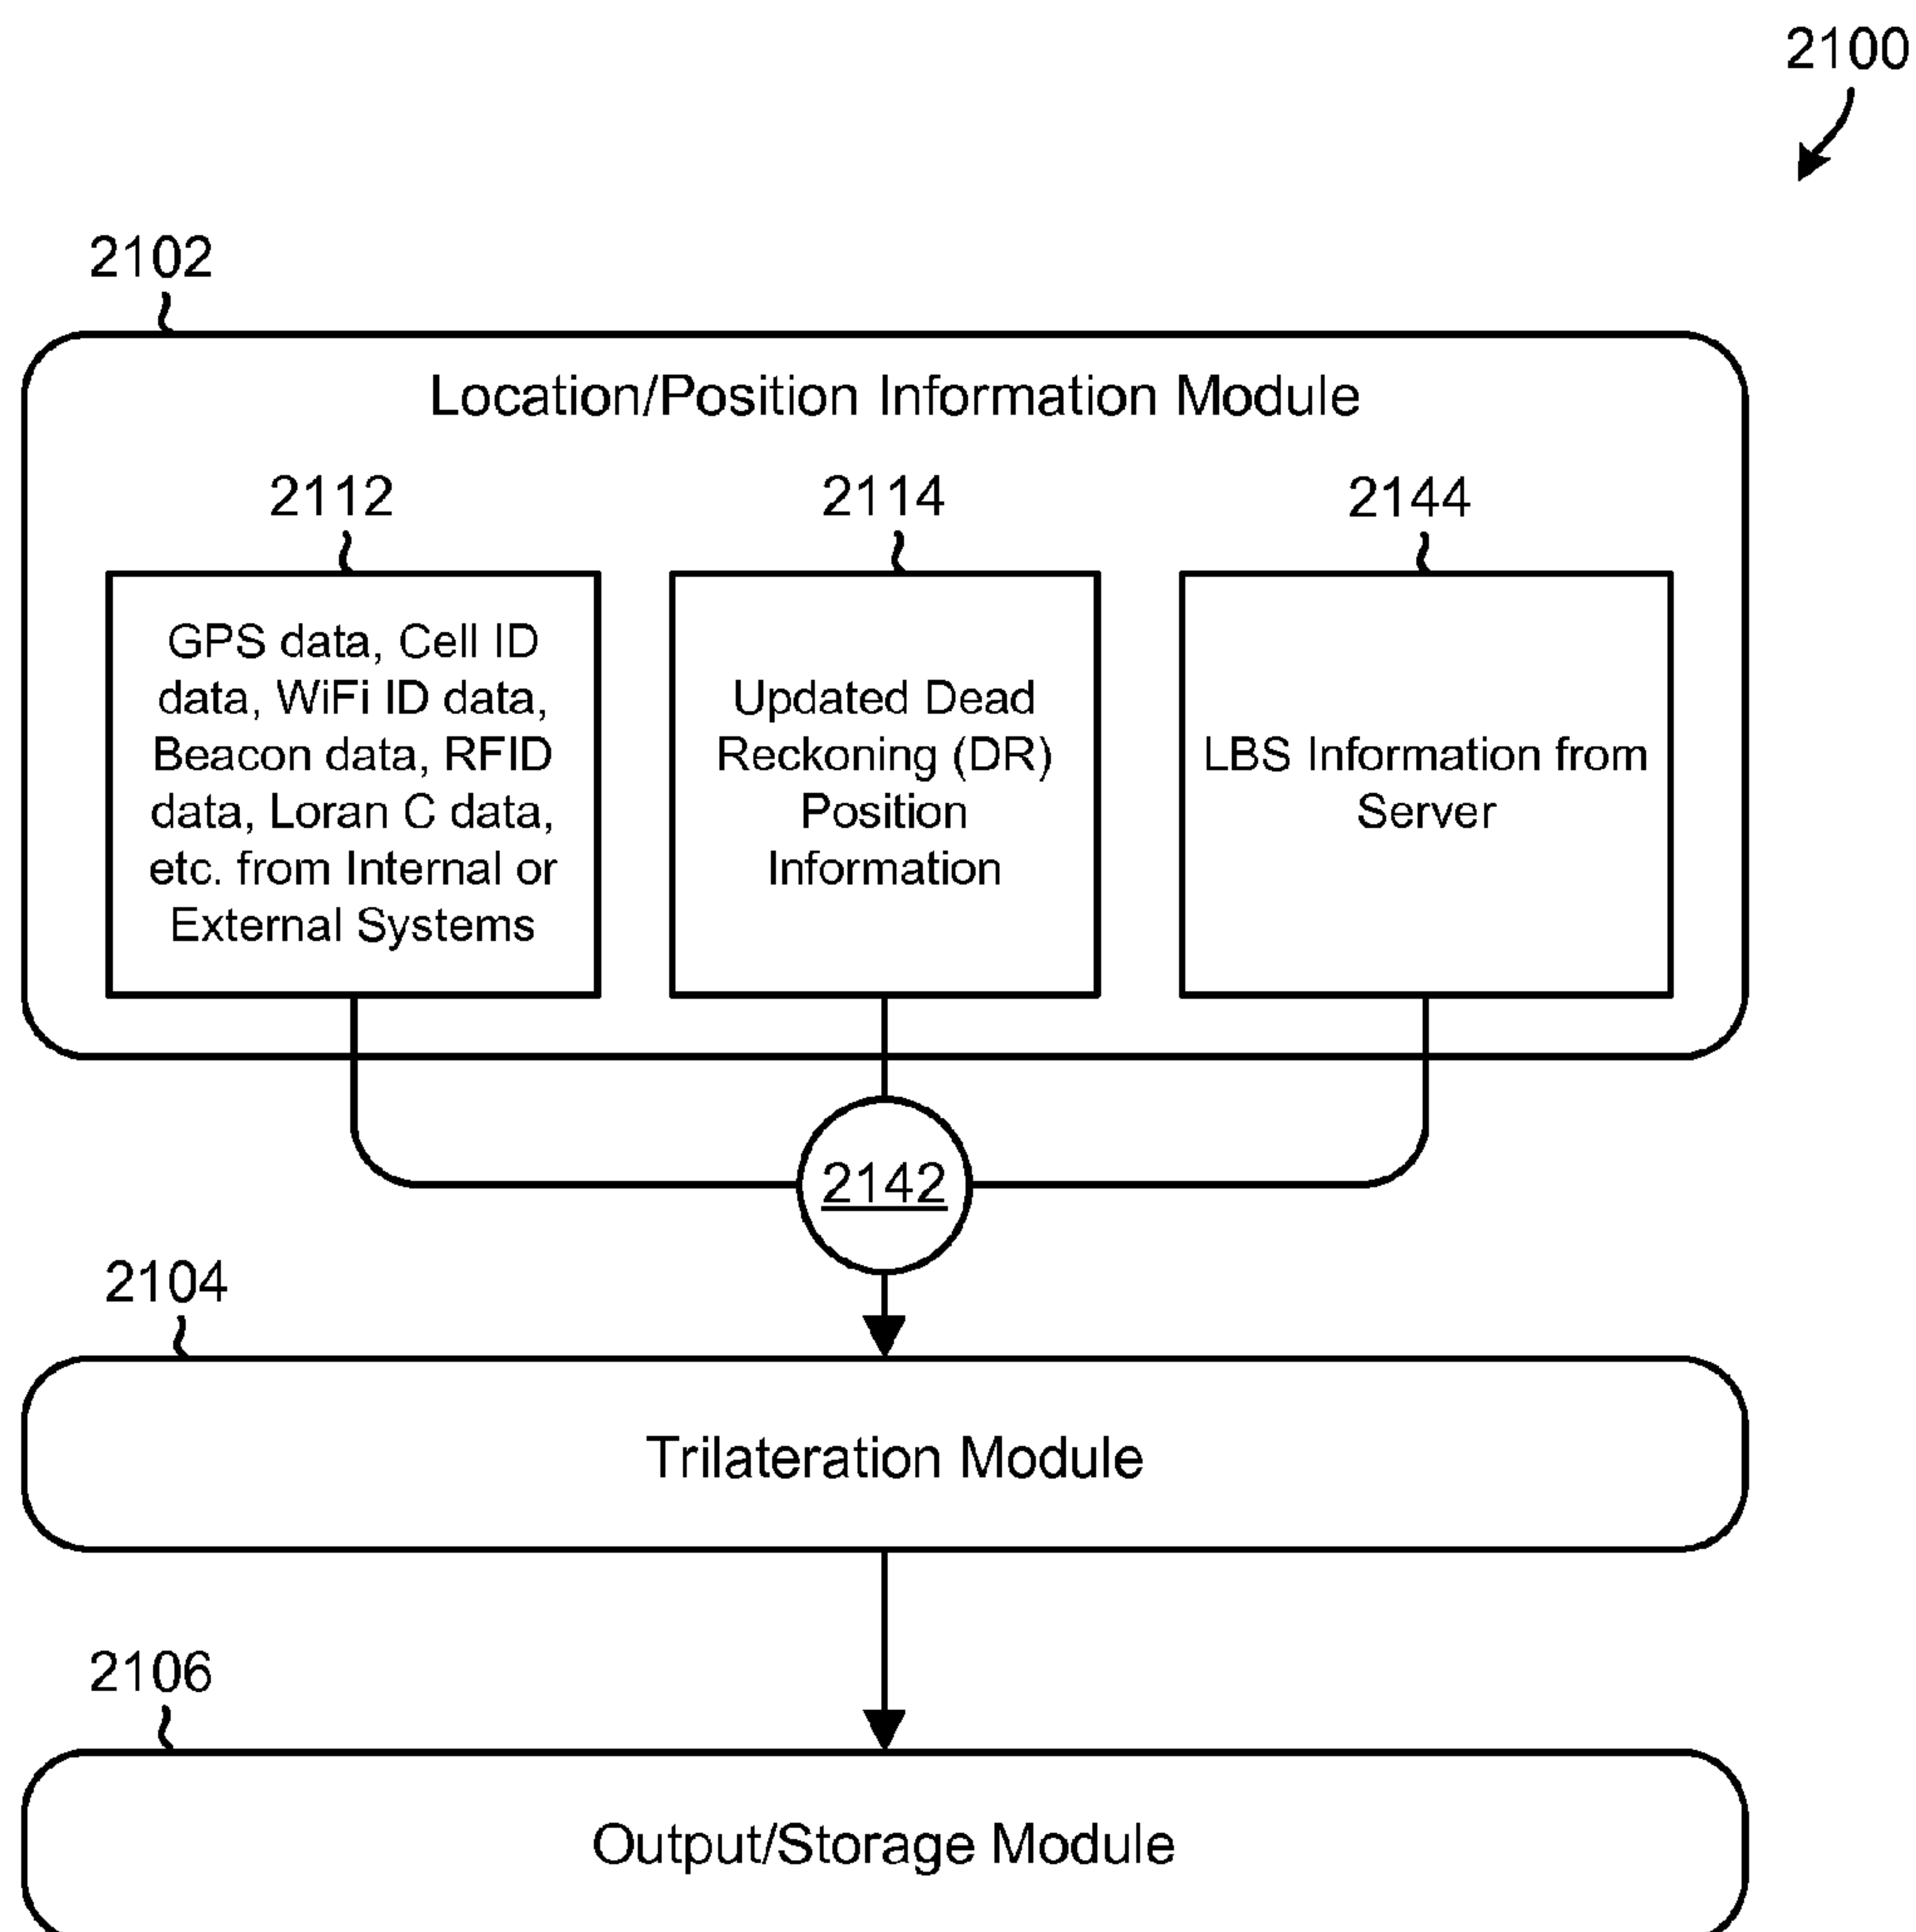 2100
2102
Location/Position Information Module
2112
2114
2144
GPS data, Cell ID
data, WiFi ID data,
Beacon data, RFID
data, Loran C data,
etc. from Internal or
External Systems
Updated Dead
Reckoning (DR)
Position
Information
LBS Information from
Server
2142
2104
Trilateration Module
2106
Output/Storage Module